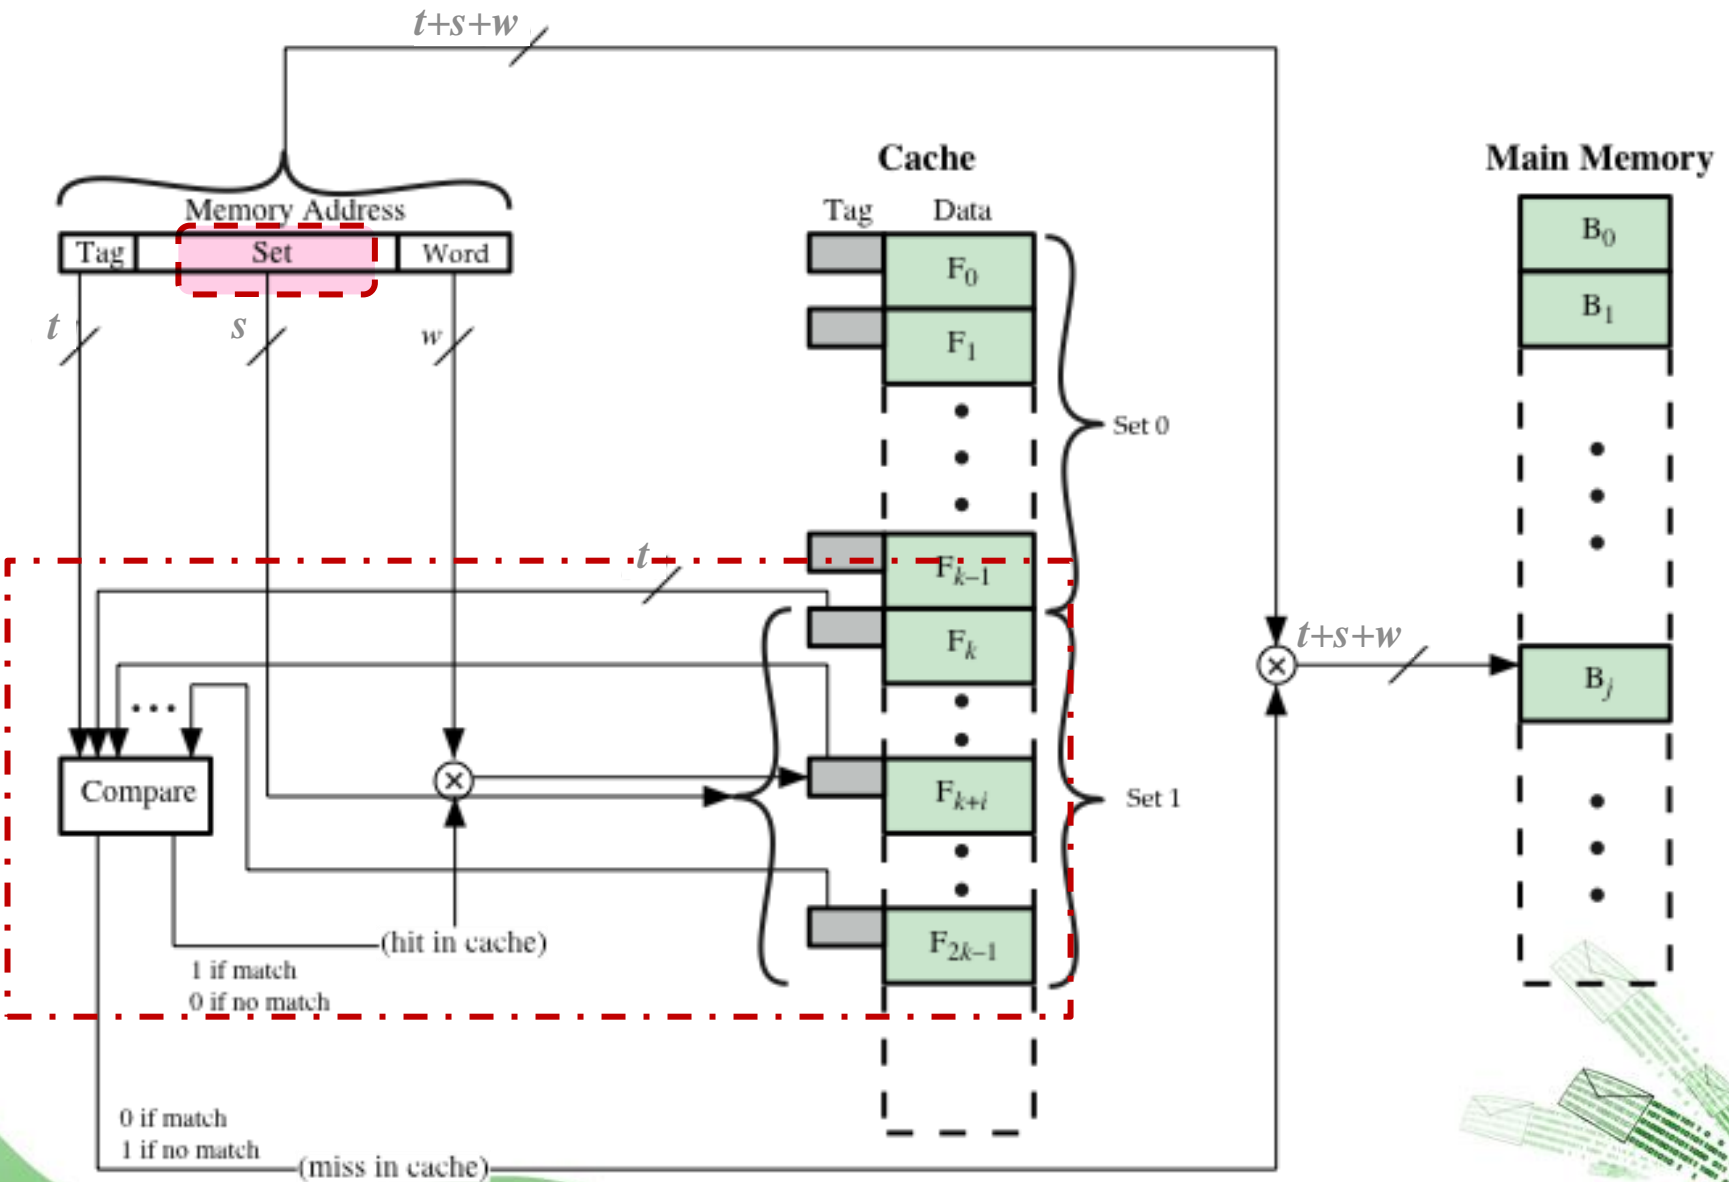 t+s+w
Cache
Main Memory
Memory Address
Tag Data
Tag Set Word
B0
F0
B1
t s w
F1
Set 0
t
Fk−1
t+s+w
Fk
Bj
...
Compare
Fk+i
Set 1
(hit in cache)
F2k−1
1 if match
0 if no match
0 if match
1 if no match
(miss in cache)